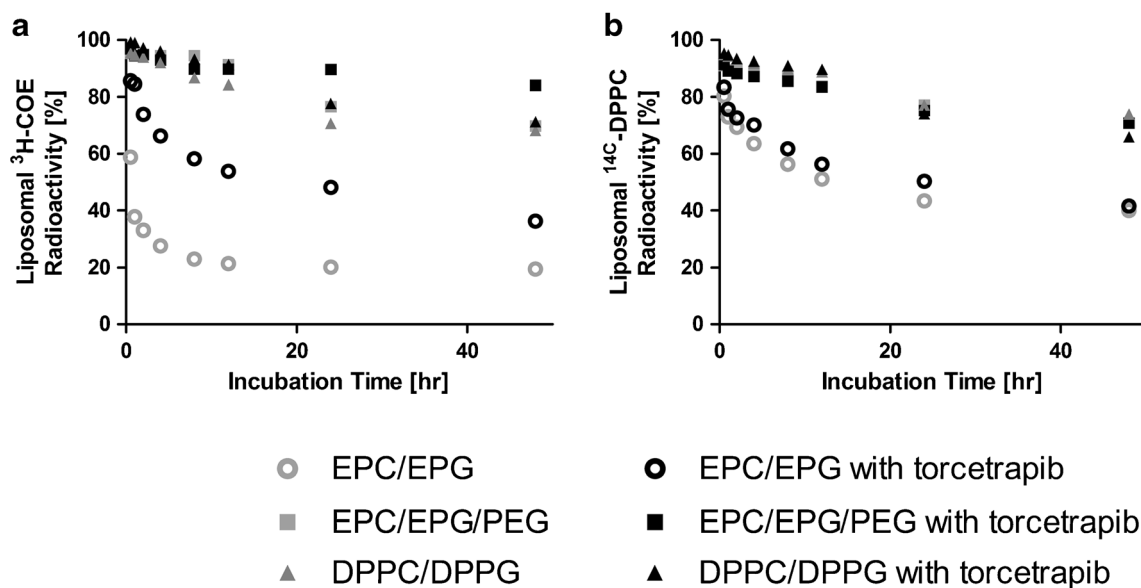 a
Liposomal ³H-COE
Radioactivity [%]
100
80
60
40
20
0
0 20 40
Incubation Time [hr]
b
Liposomal ¹⁴ᶜ-DPPC
Radioactivity [%]
100
80
60
40
20
0
0 20 40
Incubation Time [hr]
EPC/EPG
EPC/EPG/PEG
DPPC/DPPG
EPC/EPG with torcetrapib
EPC/EPG/PEG with torcetrapib
DPPC/DPPG with torcetrapib